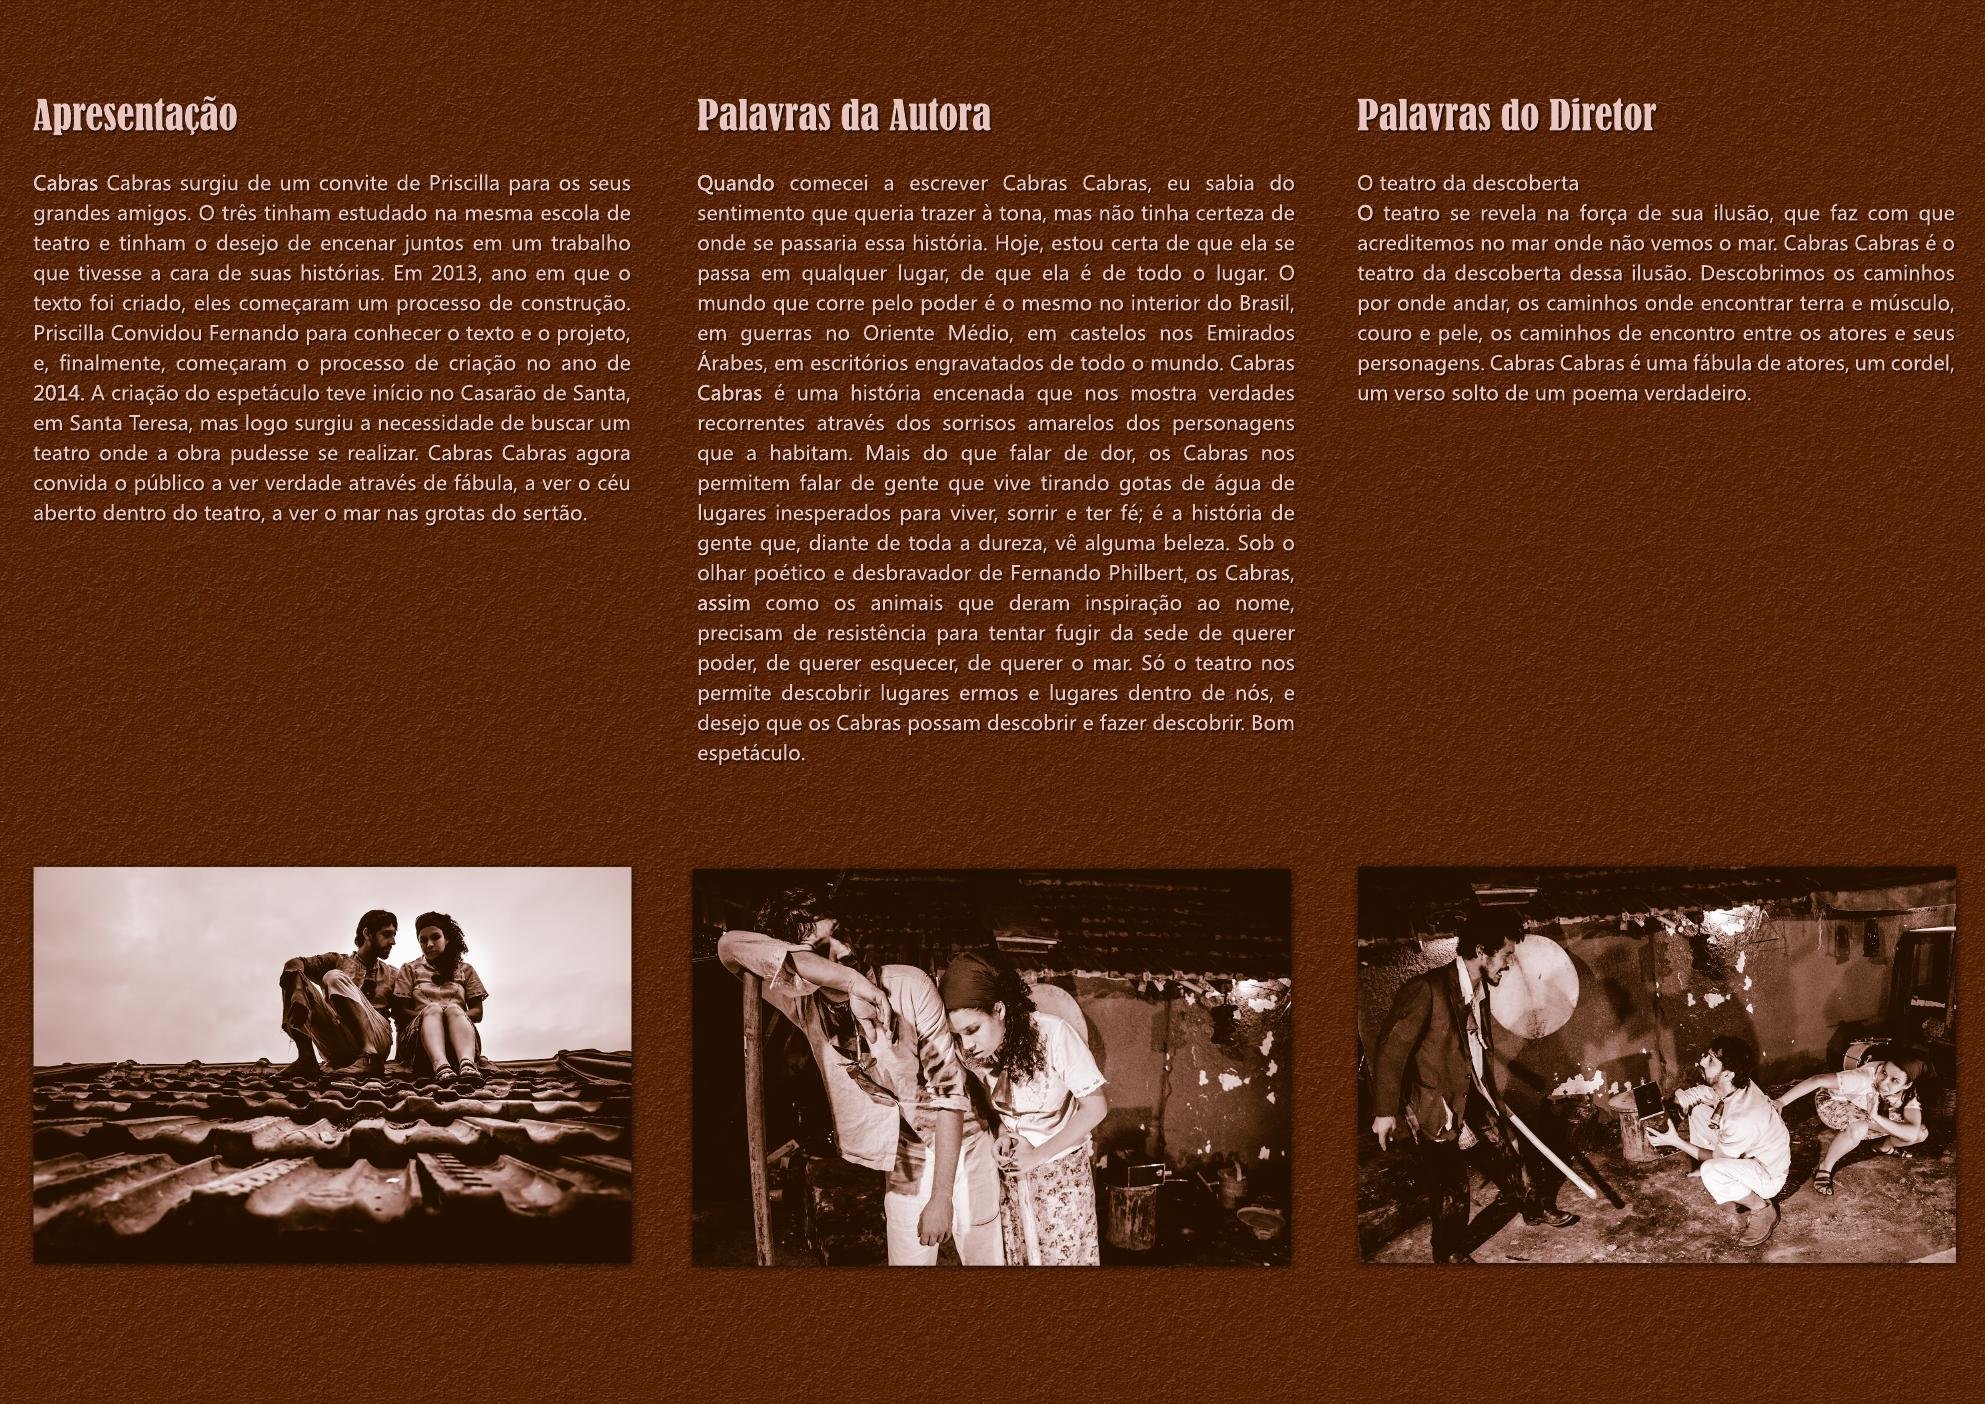 Apresentação
Cabras Cabras surgiu de um convite de Priscilla para os seus
grandes amigos. O três tinham estudado na mesma escola de
teatro e tinham o desejo de encenar juntos em um trabalho
que tivesse a cara de suas histórias. Em 2013, ano em que o
texto foi criado, eles começaram um processo de construção.
Priscilla Convidou Fernando para conhecer o texto e o projeto,
e, finalmente, começaram o processo de criação no ano de
2014. A criação do espetáculo teve início no Casarão de Santa,
em Santa Teresa, mas logo surgiu a necessidade de buscar um
teatro onde a obra pudesse se realizar. Cabras Cabras agora
convida o público a ver verdade através de fábula, a ver o céu
aberto dentro do teatro, a ver o mar nas grotas do sertão.
Palavras da Autora
Quando comecei a escrever Cabras Cabras, eu sabia do
sentimento que queria trazer à tona, mas não tinha certeza de
onde se passaria essa história. Hoje, estou certa de que ela se
passa em qualquer lugar, de que ela é de todo o lugar. O
mundo que corre pelo poder é o mesmo no interior do Brasil,
em guerras no Oriente Médio, em castelos nos Emirados
Árabes, em escritórios engravatados de todo o mundo. Cabras
Cabras é uma história encenada que nos mostra verdades
recorrentes através dos sorrisos amarelos dos personagens
que a habitam. Mais do que falar de dor, os Cabras nos
permitem falar de gente que vive tirando gotas de água de
lugares inesperados para viver, sorrir e ter fé; é a história de
gente que, diante de toda a dureza, vê alguma beleza. Sob o
olhar poético e desbravador de Fernando Philbert, os Cabras,
assim como os animais que deram inspiração ao nome,
precisam de resistência para tentar fugir da sede de querer
poder, de querer esquecer, de querer o mar. Só o teatro nos
permite descobrir lugares ermos e lugares dentro de nós, e
desejo que os Cabras possam descobrir e fazer descobrir. Bom
espetáculo.
Palavras do Diretor
O teatro da descoberta
O teatro se revela na força de sua ilusão, que faz com que
acreditemos no mar onde não vemos o mar. Cabras Cabras é o
teatro da descoberta dessa ilusão. Descobrimos os caminhos
por onde andar, os caminhos onde encontrar terra e músculo,
couro e pele, os caminhos de encontro entre os atores e seus
personagens. Cabras Cabras é uma fábula de atores, um cordel,
um verso solto de um poema verdadeiro.